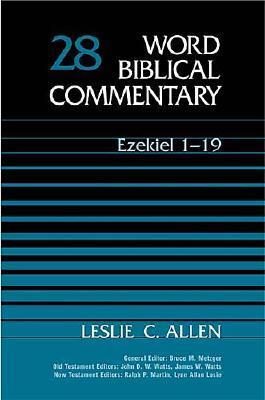 28 WORD
BIBLICAL
COMMENTARY
Ezekiel 1–19
LESLIE C. ALLEN
General Editor: Bruce M. Metzger
Old Testament Editors: John D. W. Watts, James W. Watts
New Testament Editors: Ralph P. Martin, Lynn Allan Losie